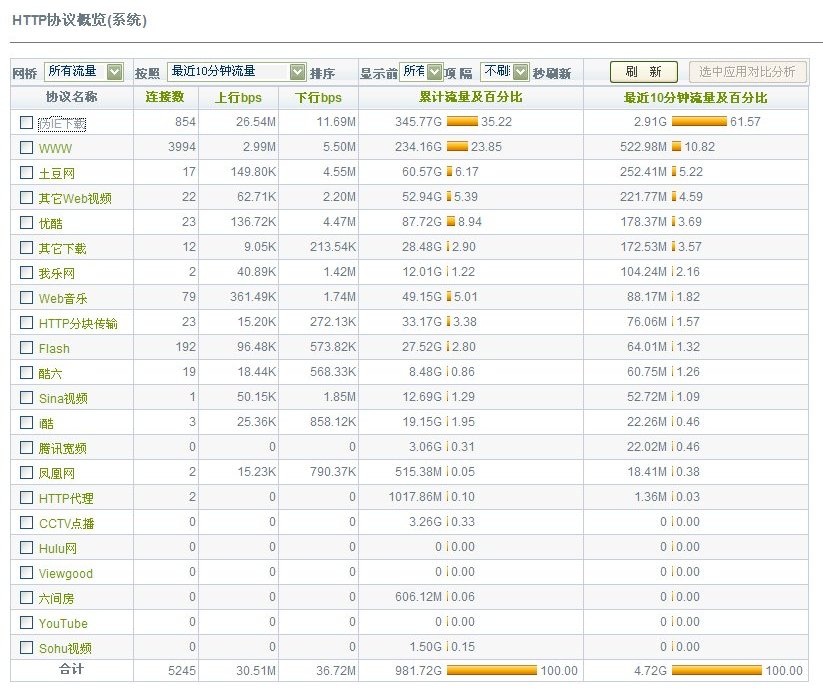 HTTP协议概览(系统)
网桥 所有流量 按照 最近10分钟流量 排序 显示前 所有 项 隔 不刷 秒刷新 刷 新 选中应用对比分析
协议名称 连接数 上行bps 下行bps 累计流量及百分比 最近10分钟流量及百分比
伪IE下载 854 26.54M 11.69M 345.77G 35.22 2.91G 61.57
WWW 3994 2.99M 5.50M 234.16G 23.85 522.98M 10.82
土豆网 17 149.80K 4.55M 60.57G 6.17 252.41M 5.22
其它Web视频 22 62.71K 2.20M 52.94G 5.39 221.77M 4.59
优酷 23 136.72K 4.47M 87.72G 8.94 178.37M 3.69
其它下载 12 9.05K 213.54K 28.48G 2.90 172.53M 3.57
我乐网 2 40.89K 1.42M 12.01G 1.22 104.24M 2.16
Web音乐 79 361.49K 1.74M 49.15G 5.01 88.17M 1.82
HTTP分块传输 23 15.20K 272.13K 33.17G 3.38 76.06M 1.57
Flash 192 96.48K 573.82K 27.52G 2.80 64.01M 1.32
酷六 19 18.44K 568.33K 8.48G 0.86 60.75M 1.26
Sina视频 1 50.15K 1.85M 12.69G 1.29 52.72M 1.09
i酷 3 25.36K 858.12K 19.15G 1.95 22.26M 0.46
腾讯宽频 0 0 0 3.06G 0.31 22.02M 0.46
凤凰网 2 15.23K 790.37K 515.38M 0.05 18.41M 0.38
HTTP代理 2 0 0 1017.86M 0.10 1.36M 0.03
CCTV点播 0 0 0 3.26G 0.33 0 0.00
Hulu网 0 0 0 0 0.00 0 0.00
Viewgood 0 0 0 0 0.00 0 0.00
六间房 0 0 0 606.12M 0.06 0 0.00
YouTube 0 0 0 0 0.00 0 0.00
Sohu视频 0 0 0 1.50G 0.15 0 0.00
合计 5245 30.51M 36.72M 981.72G 100.00 4.72G 100.00